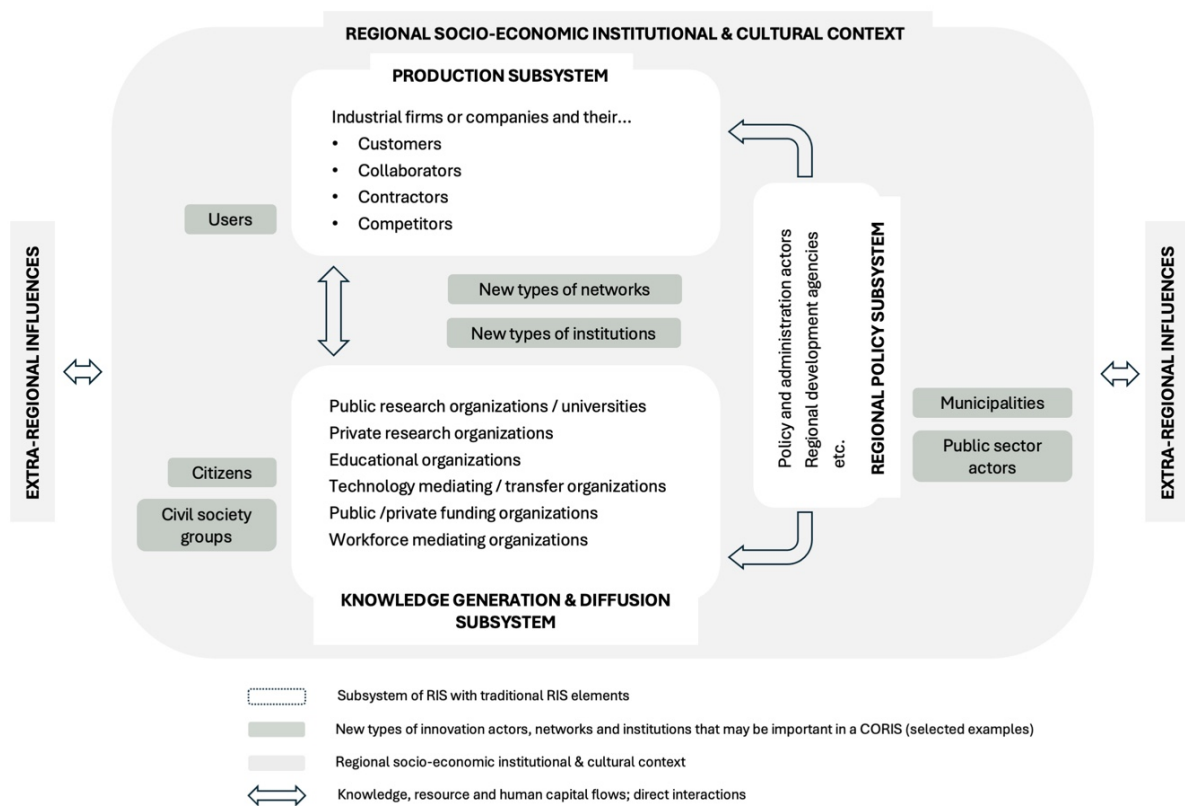 REGIONAL SOCIO-ECONOMIC INSTITUTIONAL & CULTURAL CONTEXT
PRODUCTION SUBSYSTEM
Industrial firms or companies and their...
• Customers
• Collaborators
• Contractors
• Competitors
Users
New types of networks
New types of institutions
EXTRA-REGIONAL INFLUENCES
Public research organizations / universities
Private research organizations
Educational organizations
Technology mediating / transfer organizations
Public /private funding organizations
Workforce mediating organizations
KNOWLEDGE GENERATION & DIFFUSION
SUBSYSTEM
Citizens
Civil society
groups
Policy and administration actors
Regional development agencies
etc.
REGIONAL POLICY SUBSYSTEM
Municipalities
Public sector
actors
EXTRA-REGIONAL INFLUENCES
Subsystem of RIS with traditional RIS elements
New types of innovation actors, networks and institutions that may be important in a CORIS (selected examples)
Regional socio-economic institutional & cultural context
Knowledge, resource and human capital flows; direct interactions